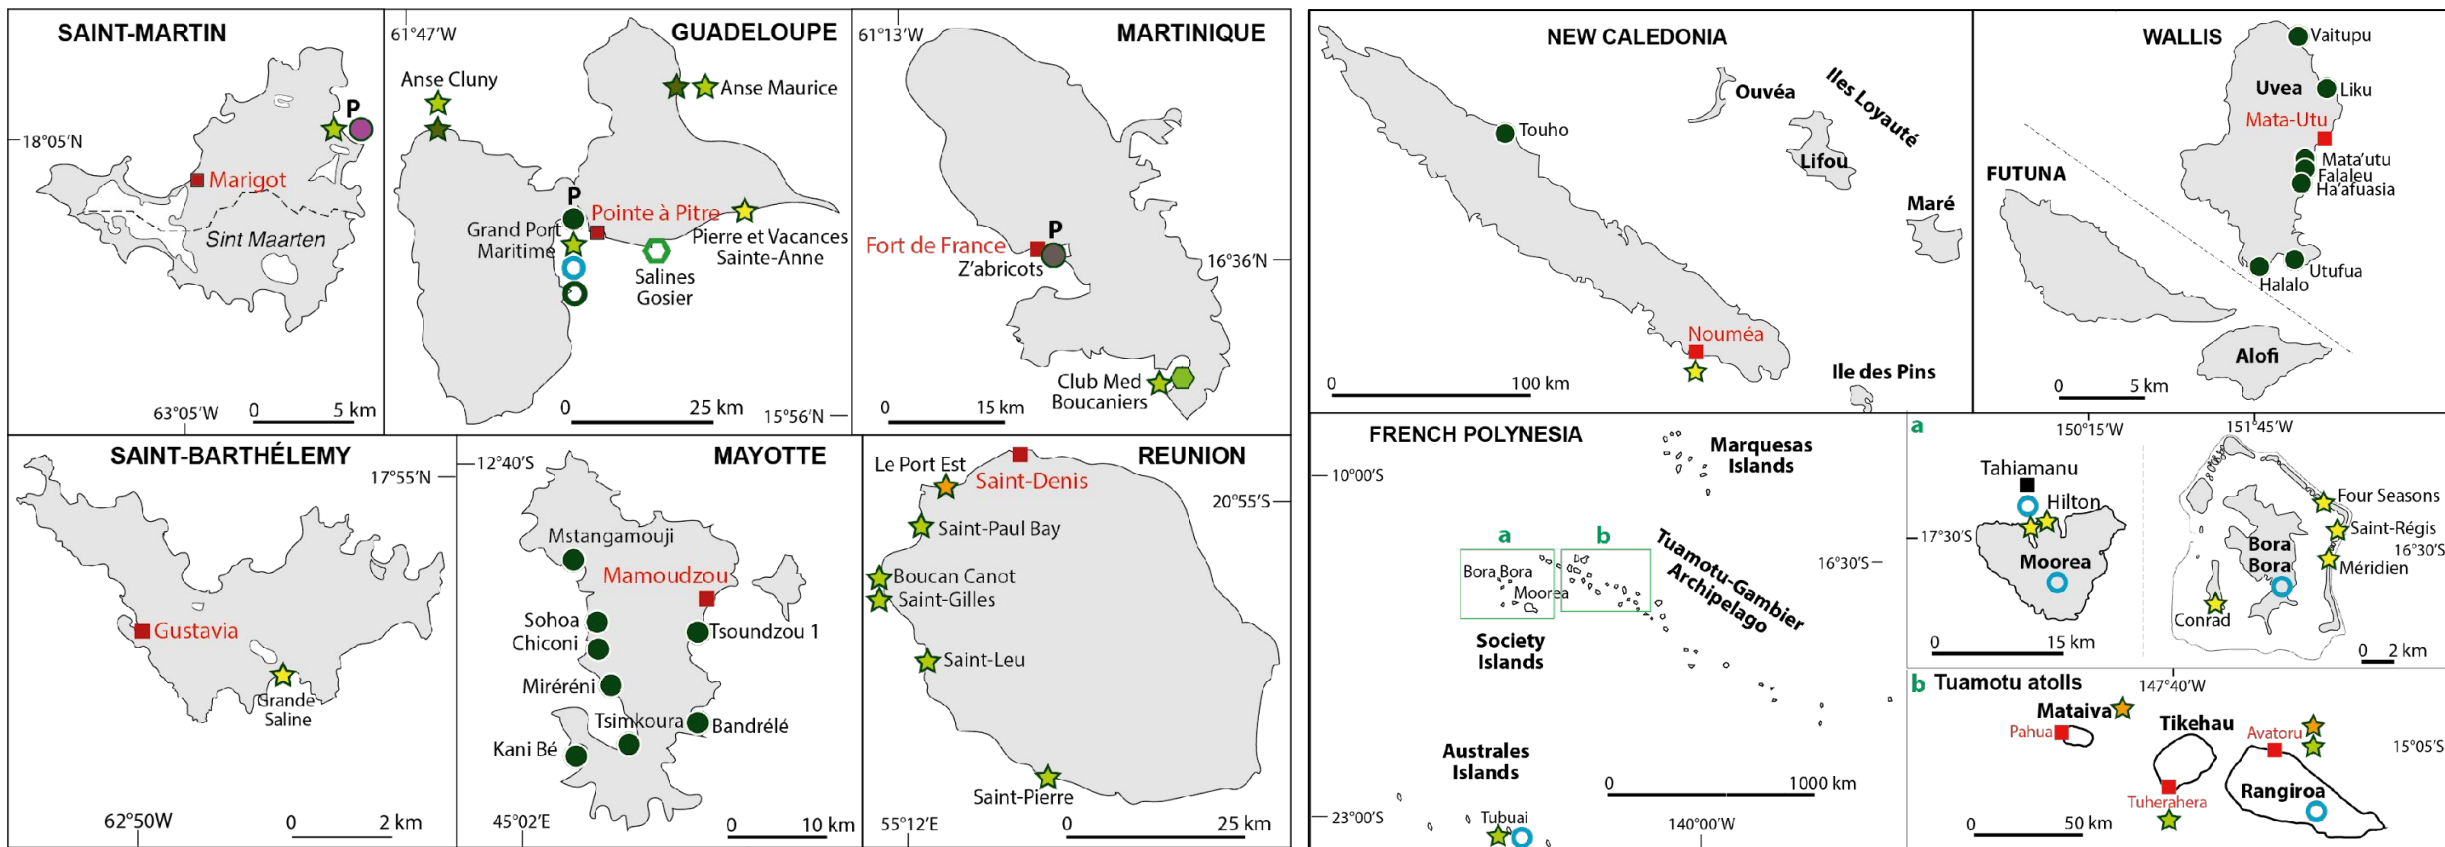 SAINT-MARTIN
P
18°05'N
Marigot
Sint Maarten
63°05'W
0
5 km
61°47'W
GUADELOUPE
Anse Cluny
Anse Maurice
P
Pointe à Pitre
Grand Port
Maritime
Pierre et Vacances
Sainte-Anne
Salines
Gosier
0
25 km
15°56'N
61°13'W
MARTINIQUE
P
Fort de France
Z'abricots
16°36'N
Club Med
Boucaniers
0
15 km
SAINT-BARTHÉLEMY
17°55'N
Gustavia
Grande
Saline
62°50'W
0
2 km
12°40'S
MAYOTTE
Mstangamouji
Mamoudzou
Sohoa
Chiconi
Tsoundzou 1
Miréréni
Tsimkoura
Bandrélé
Kani Bé
45°02'E
0
10 km
REUNION
Le Port Est
Saint-Denis
20°55'S
Saint-Paul Bay
Boucan Canot
Saint-Gilles
Saint-Leu
Saint-Pierre
55°12'E
0
25 km
NEW CALEDONIA
Ouvéa
Iles Loyauté
Touho
Lifou
Maré
Nouméa
Ile des Pins
0
100 km
WALLIS
Vaitupu
Uvea
Liku
Mata-Utu
Mata'utu
Falaleu
Ha'afuasia
FUTUNA
Utufua
Halalo
Alofi
0
5 km
FRENCH POLYNESIA
Marquesas
Islands
10°00'S
a
b
Tuamotu-Gambier
Archipelago
16°30'S
Bora Bora
Moorea
Society
Islands
Australes
Islands
0
1000 km
23°00'S
Tubuai
140°00'W
a
150°15'W
151°45'W
Tahiamanu
Hilton
17°30'S
Moorea
0
15 km
Four Seasons
Saint-Régis
16°30'S
Bora
Bora
Méridien
Conrad
0
2 km
b
Tuamotu atolls
147°40'W
Mataiva
Pahua
Tikehau
Avatoru
15°05'S
Rangiroa
Tuherahera
0
50 km